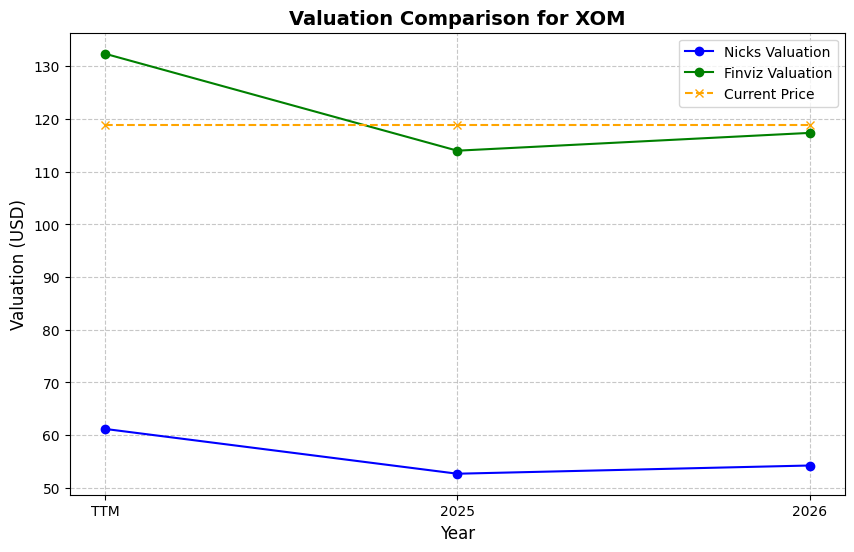 Valuation Comparison for XOM
Nicks Valuation
Finviz Valuation
Current Price
Valuation (USD)
130
120
110
100
90
80
70
60
50
TTM
2025
2026
Year